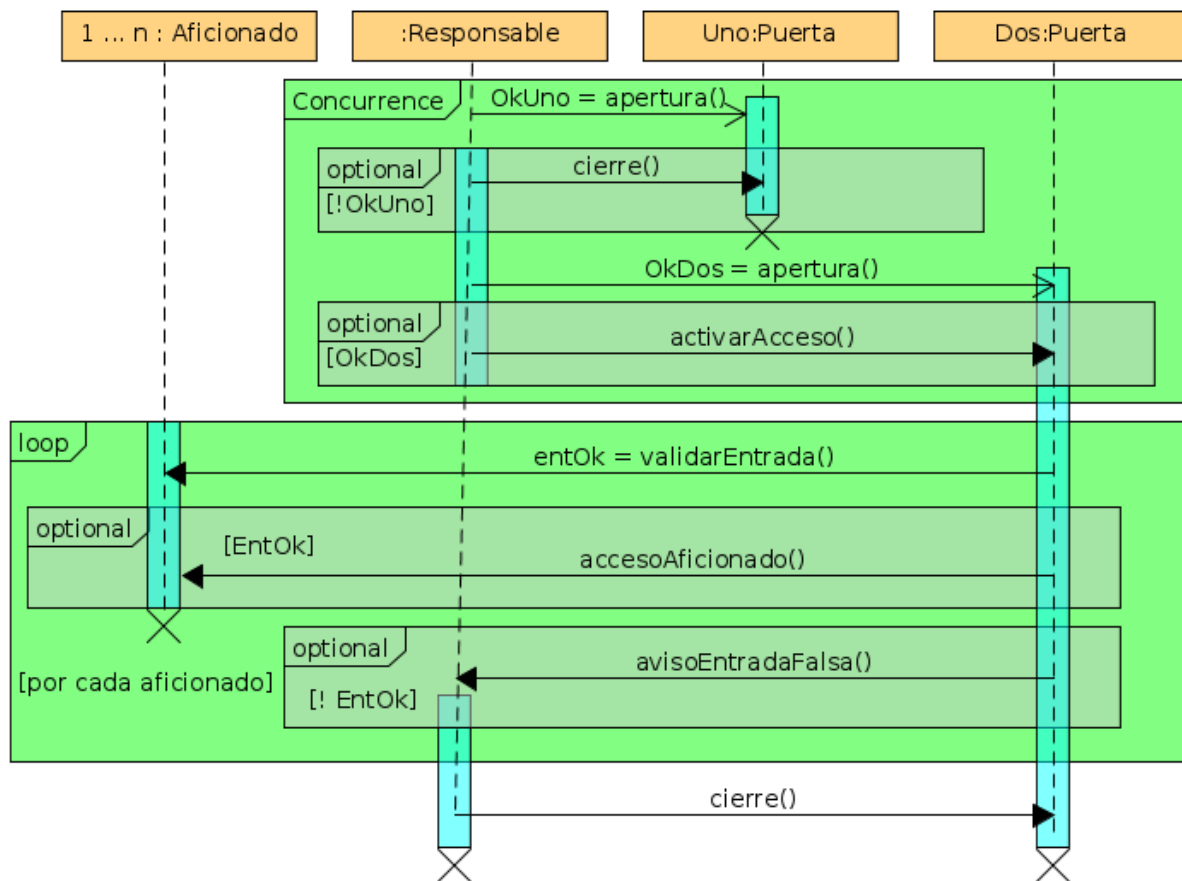 1 ... n : Aficionado
:Responsable
Uno:Puerta
Dos:Puerta
Concurrence
OkUno = apertura()
optional
cierre()
[!OkUno]
OkDos = apertura()
optional
activarAcceso()
[OkDos]
loop
entOk = validarEntrada()
optional
[EntOk]
accesoAficionado()
optional
avisoEntradaFalsa()
[por cada aficionado]
[! EntOk]
cierre()